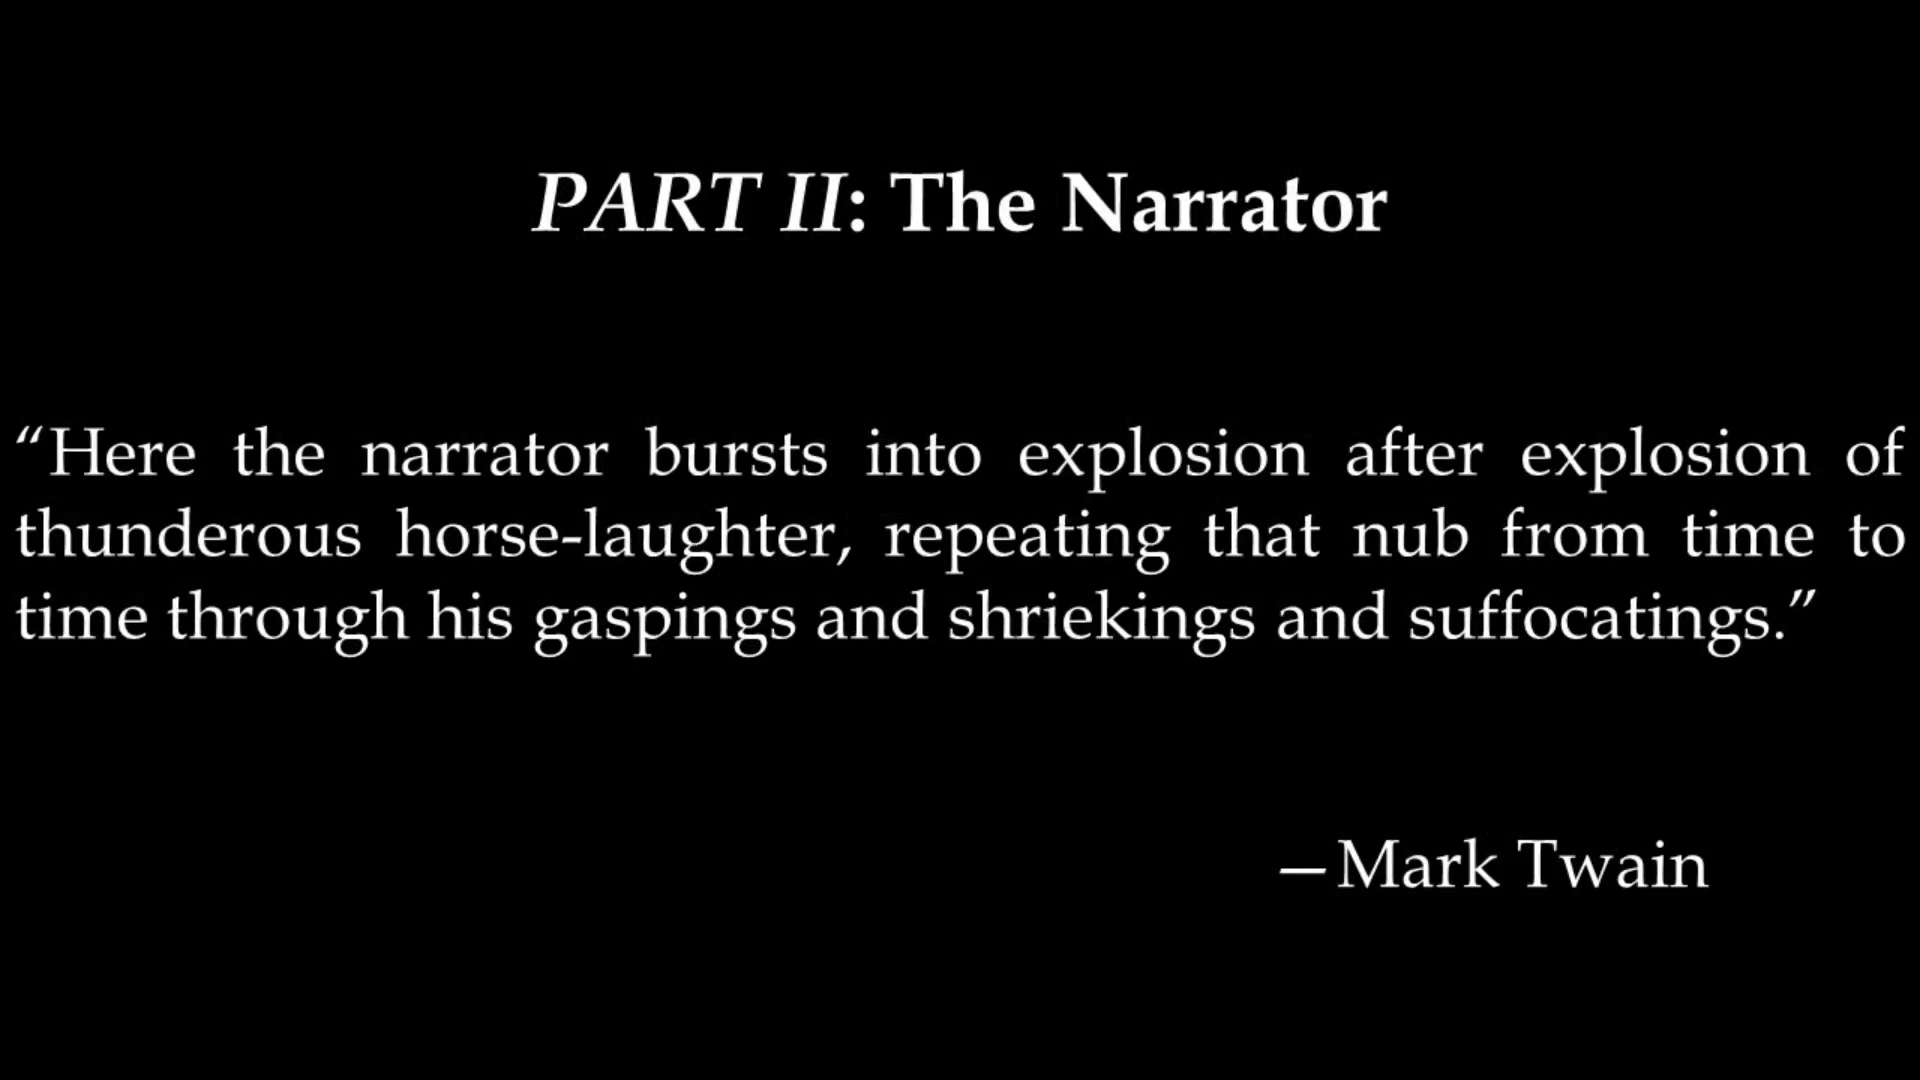 PART II: The Narrator
“Here the narrator bursts into explosion after explosion of
thunderous horse-laughter, repeating that nub from time to
time through his gaspings and shriekings and suffocatings.”
—Mark Twain